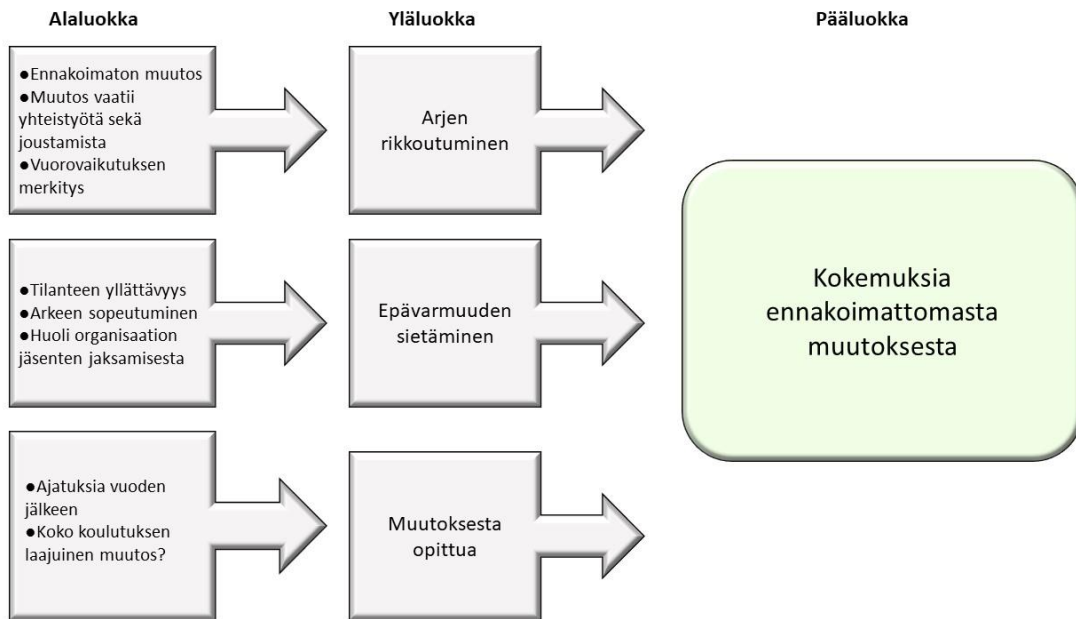 Alaluokka
Yläluokka
Pääluokka
●Ennakoimaton muutos
●Muutos vaatii
yhteistyötä sekä
joustamista
●Vuorovaikutuksen
merkitys
Arjen
rikkoutuminen
●Tilanteen yllättävyys
●Arkeen sopeutuminen
●Huoli organisaation
jäsenten jaksamisesta
Epävarmuuden
sietäminen
●Ajatuksia vuoden
jälkeen
●Koko koulutuksen
laajuinen muutos?
Muutoksesta
opittua
Kokemuksia
ennakoimattomasta
muutoksesta